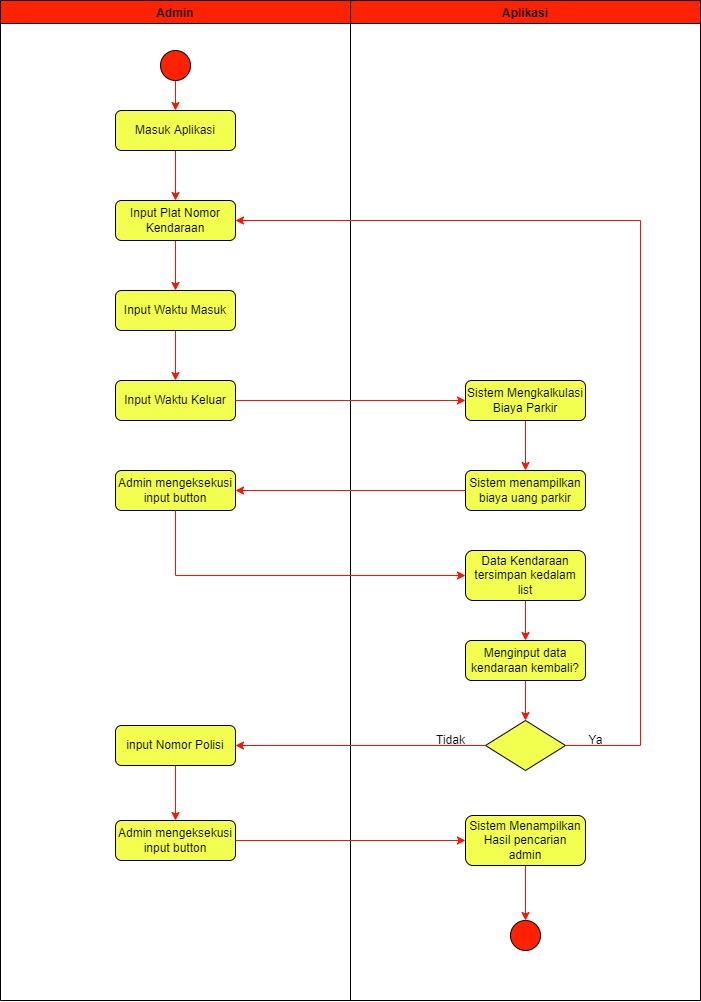 Admin
Aplikasi
Masuk Aplikasi
Input Plat Nomor
Kendaraan
Input Waktu Masuk
Input Waktu Keluar
Sistem Mengkalkulasi
Biaya Parkir
Sistem menampilkan
biaya uang parkir
Admin mengeksekusi
input button
Data Kendaraan
tersimpan kedalam
list
Menginput data
kendaraan kembali?
Tidak
Ya
input Nomor Polisi
Admin mengeksekusi
input button
Sistem Menampilkan
Hasil pencarian
admin